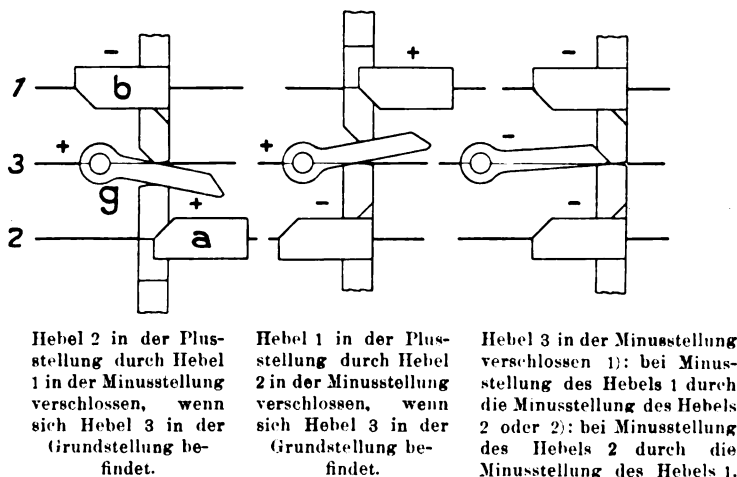 1 - b + -
3 + g + -
2 + a - -
Hebel 2 in der Plus-
stellung durch Hebel
1 in der Minusstellung
verschlossen, wenn
sich Hebel 3 in der
Grundstellung be-
findet.
Hebel 1 in der Plus-
stellung durch Hebel
2 in der Minusstellung
verschlossen, wenn
sich Hebel 3 in der
Grundstellung be-
findet.
Hebel 3 in der Minusstellung
verschlossen 1): bei Minus-
stellung des Hebels 1 durch
die Minusstellung des Hebels
2 oder 2): bei Minusstellung
des Hebels 2 durch die
Minusstellung des Hebels 1.